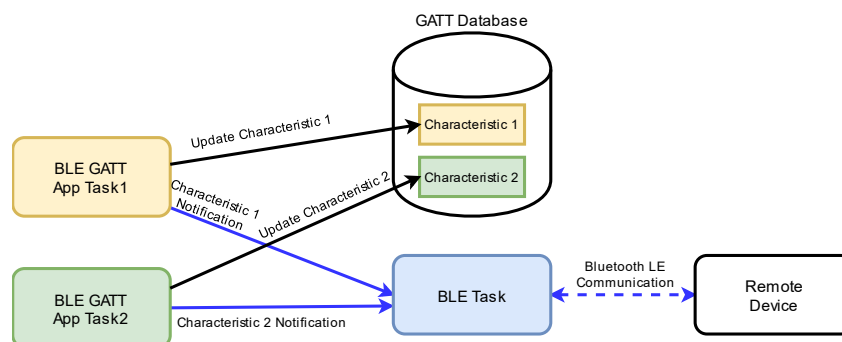 GATT Database
Characteristic 1
Characteristic 2
Update Characteristic 1
BLE GATT
App Task1
Characteristic 1
Notification
Update Characteristic 2
BLE GATT
App Task2
Characteristic 2 Notification
BLE Task
Bluetooth LE
Communication
Remote
Device